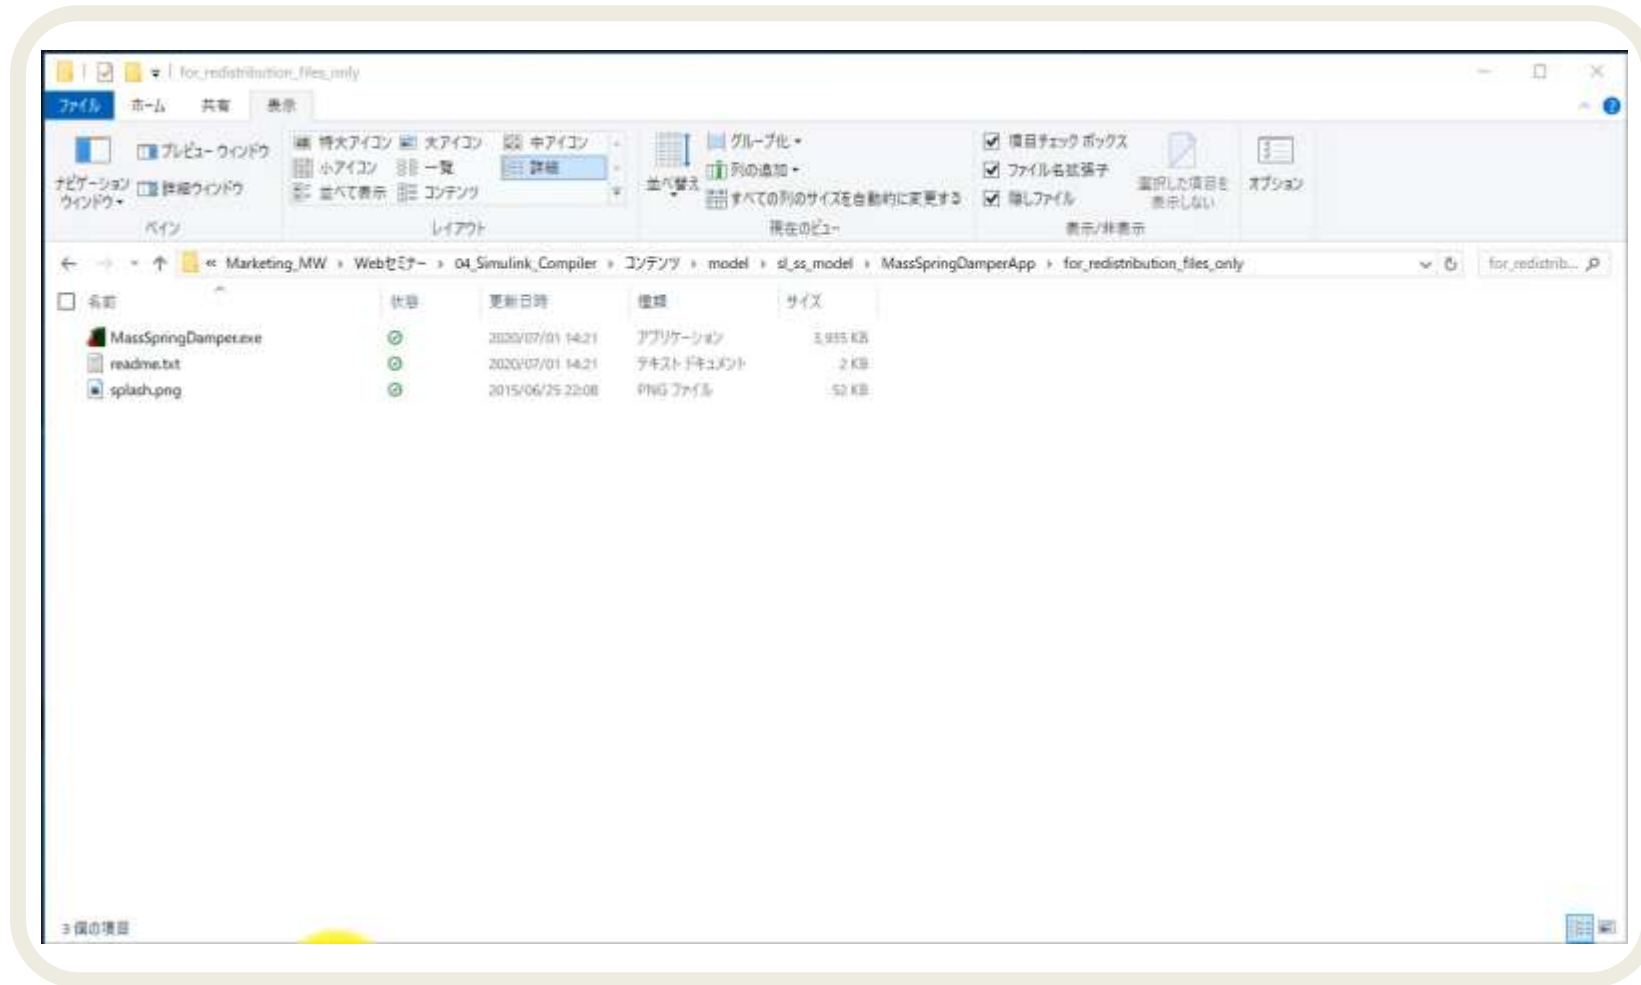 for_redistribution_files_only
ファイル ホーム 共有 表示
ナビゲーション ウィンドウ プレビュー ウィンドウ 詳細ウィンドウ
ペイン
特大アイコン 大アイコン 中アイコン
小アイコン 一覧 詳細
並べて表示 コンテンツ
レイアウト
並べ替え グループ化
列の追加
すべての列のサイズを自動的に変更する
現在のビュー
項目チェック ボックス
ファイル名拡張子
隠しファイル
選択した項目を
表示しない
表示/非表示
オプション
« Marketing_MW › Webセミナー › 04_Simulink_Compiler › コンテンツ › model › sl_ss_model › MassSpringDamperApp › for_redistribution_files_only
for_redistrib...
名前 状態 更新日時 種類 サイズ
MassSpringDamper.exe 2020/07/01 14:21 アプリケーション 3,935 KB
readme.txt 2020/07/01 14:21 テキスト ドキュメント 2 KB
splash.png 2015/06/25 22:08 PNG ファイル 52 KB
3 個の項目